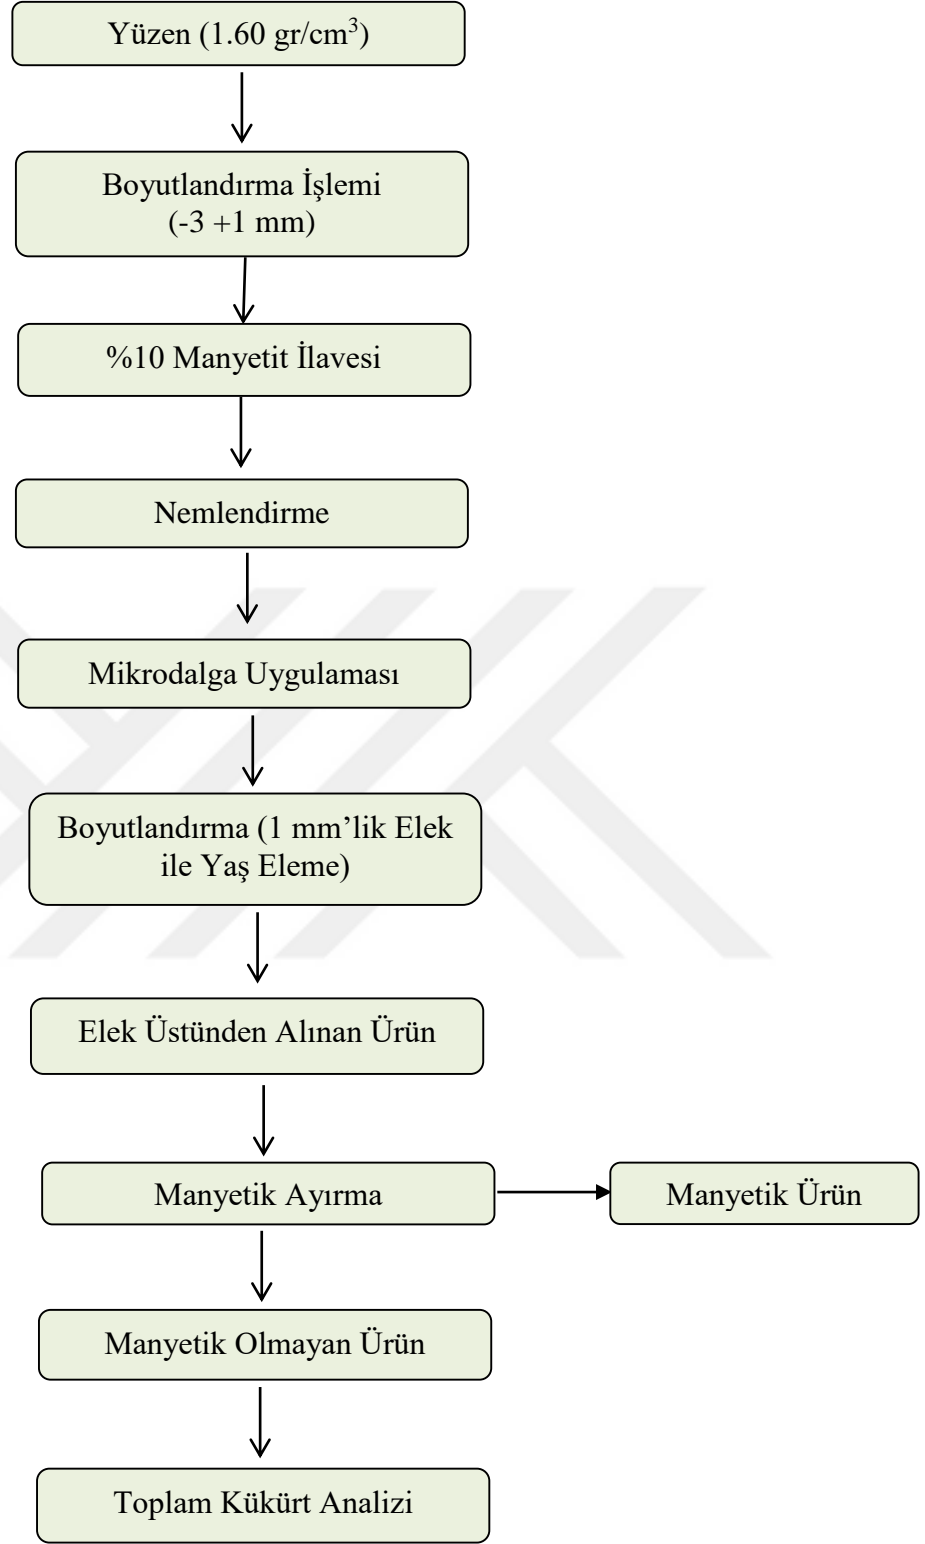 Yüzen (1.60 gr/cm³)
Boyutlandırma İşlemi
(-3 +1 mm)
%10 Manyetit İlavesi
Nemlendirme
Mikrodalga Uygulaması
Boyutlandırma (1 mm’lik Elek
ile Yaş Eleme)
Elek Üstünden Alınan Ürün
Manyetik Ayırma
Manyetik Ürün
Manyetik Olmayan Ürün
Toplam Kükürt Analizi